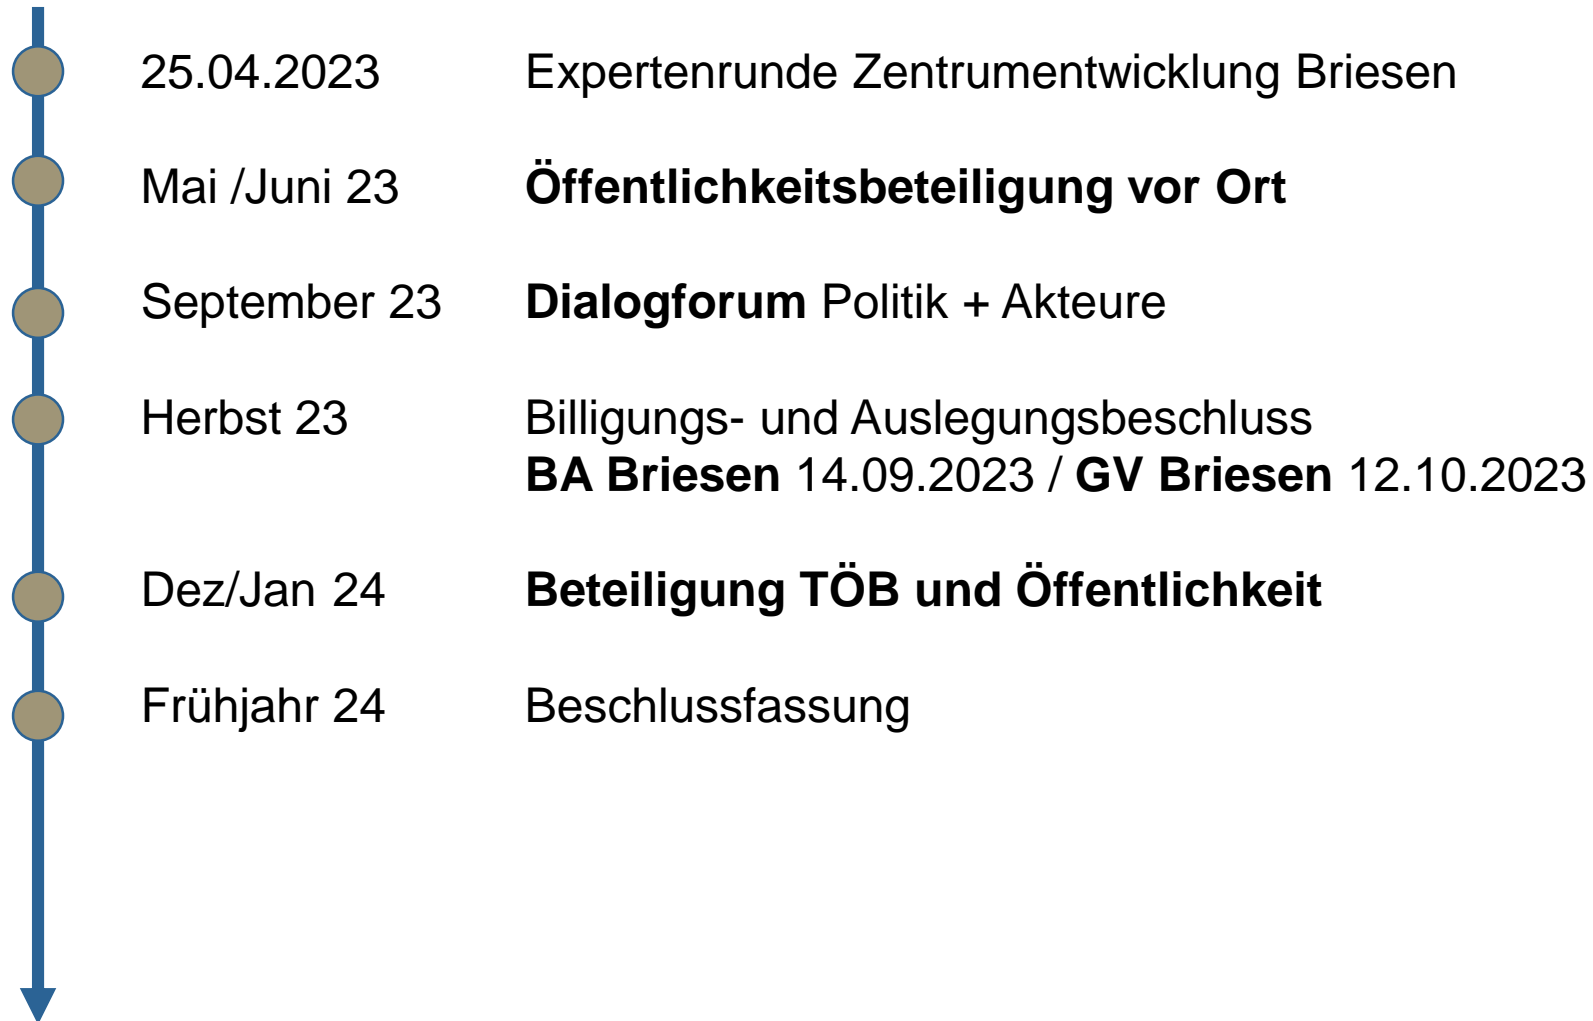 25.04.2023 Expertenrunde Zentrumentwicklung Briesen
Mai /Juni 23 Öffentlichkeitsbeteiligung vor Ort
September 23 Dialogforum Politik + Akteure
Herbst 23 Billigungs- und Auslegungsbeschluss
BA Briesen 14.09.2023 / GV Briesen 12.10.2023
Dez/Jan 24 Beteiligung TÖB und Öffentlichkeit
Frühjahr 24 Beschlussfassung